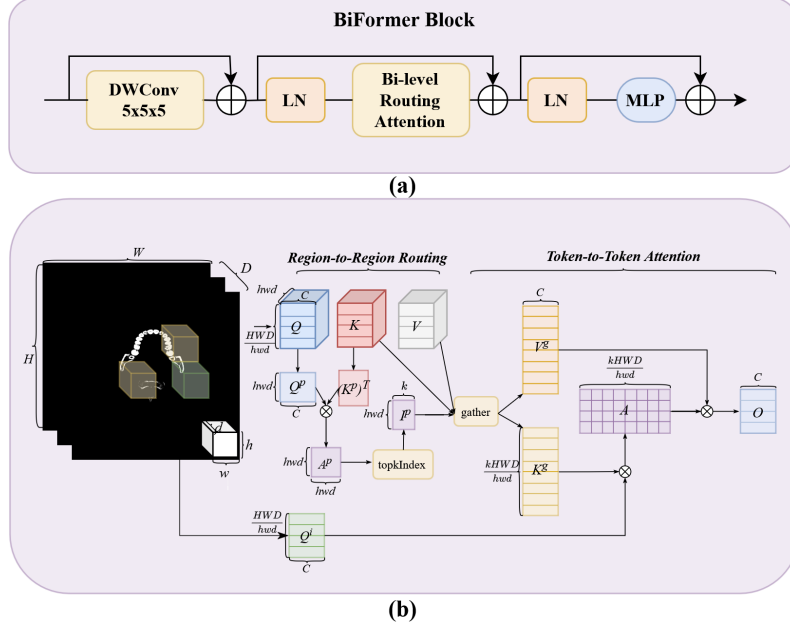 BiFormer Block
DWConv
5x5x5
LN
Bi-level
Routing
Attention
LN
MLP
(a)
W
D
H
d
h
w
Region-to-Region Routing
Token-to-Token Attention
hwd
C
HWD
hwd
Q
K
V
hwd
Q^p
C
K^p)^T
hwd
A^p
hwd
topkIndex
k
hwd
I^p
gather
C
V^g
kHWD
hwd
K^g
kHWD
hwd
A
C
O
HWD
hwd
Q^i
C
(b)